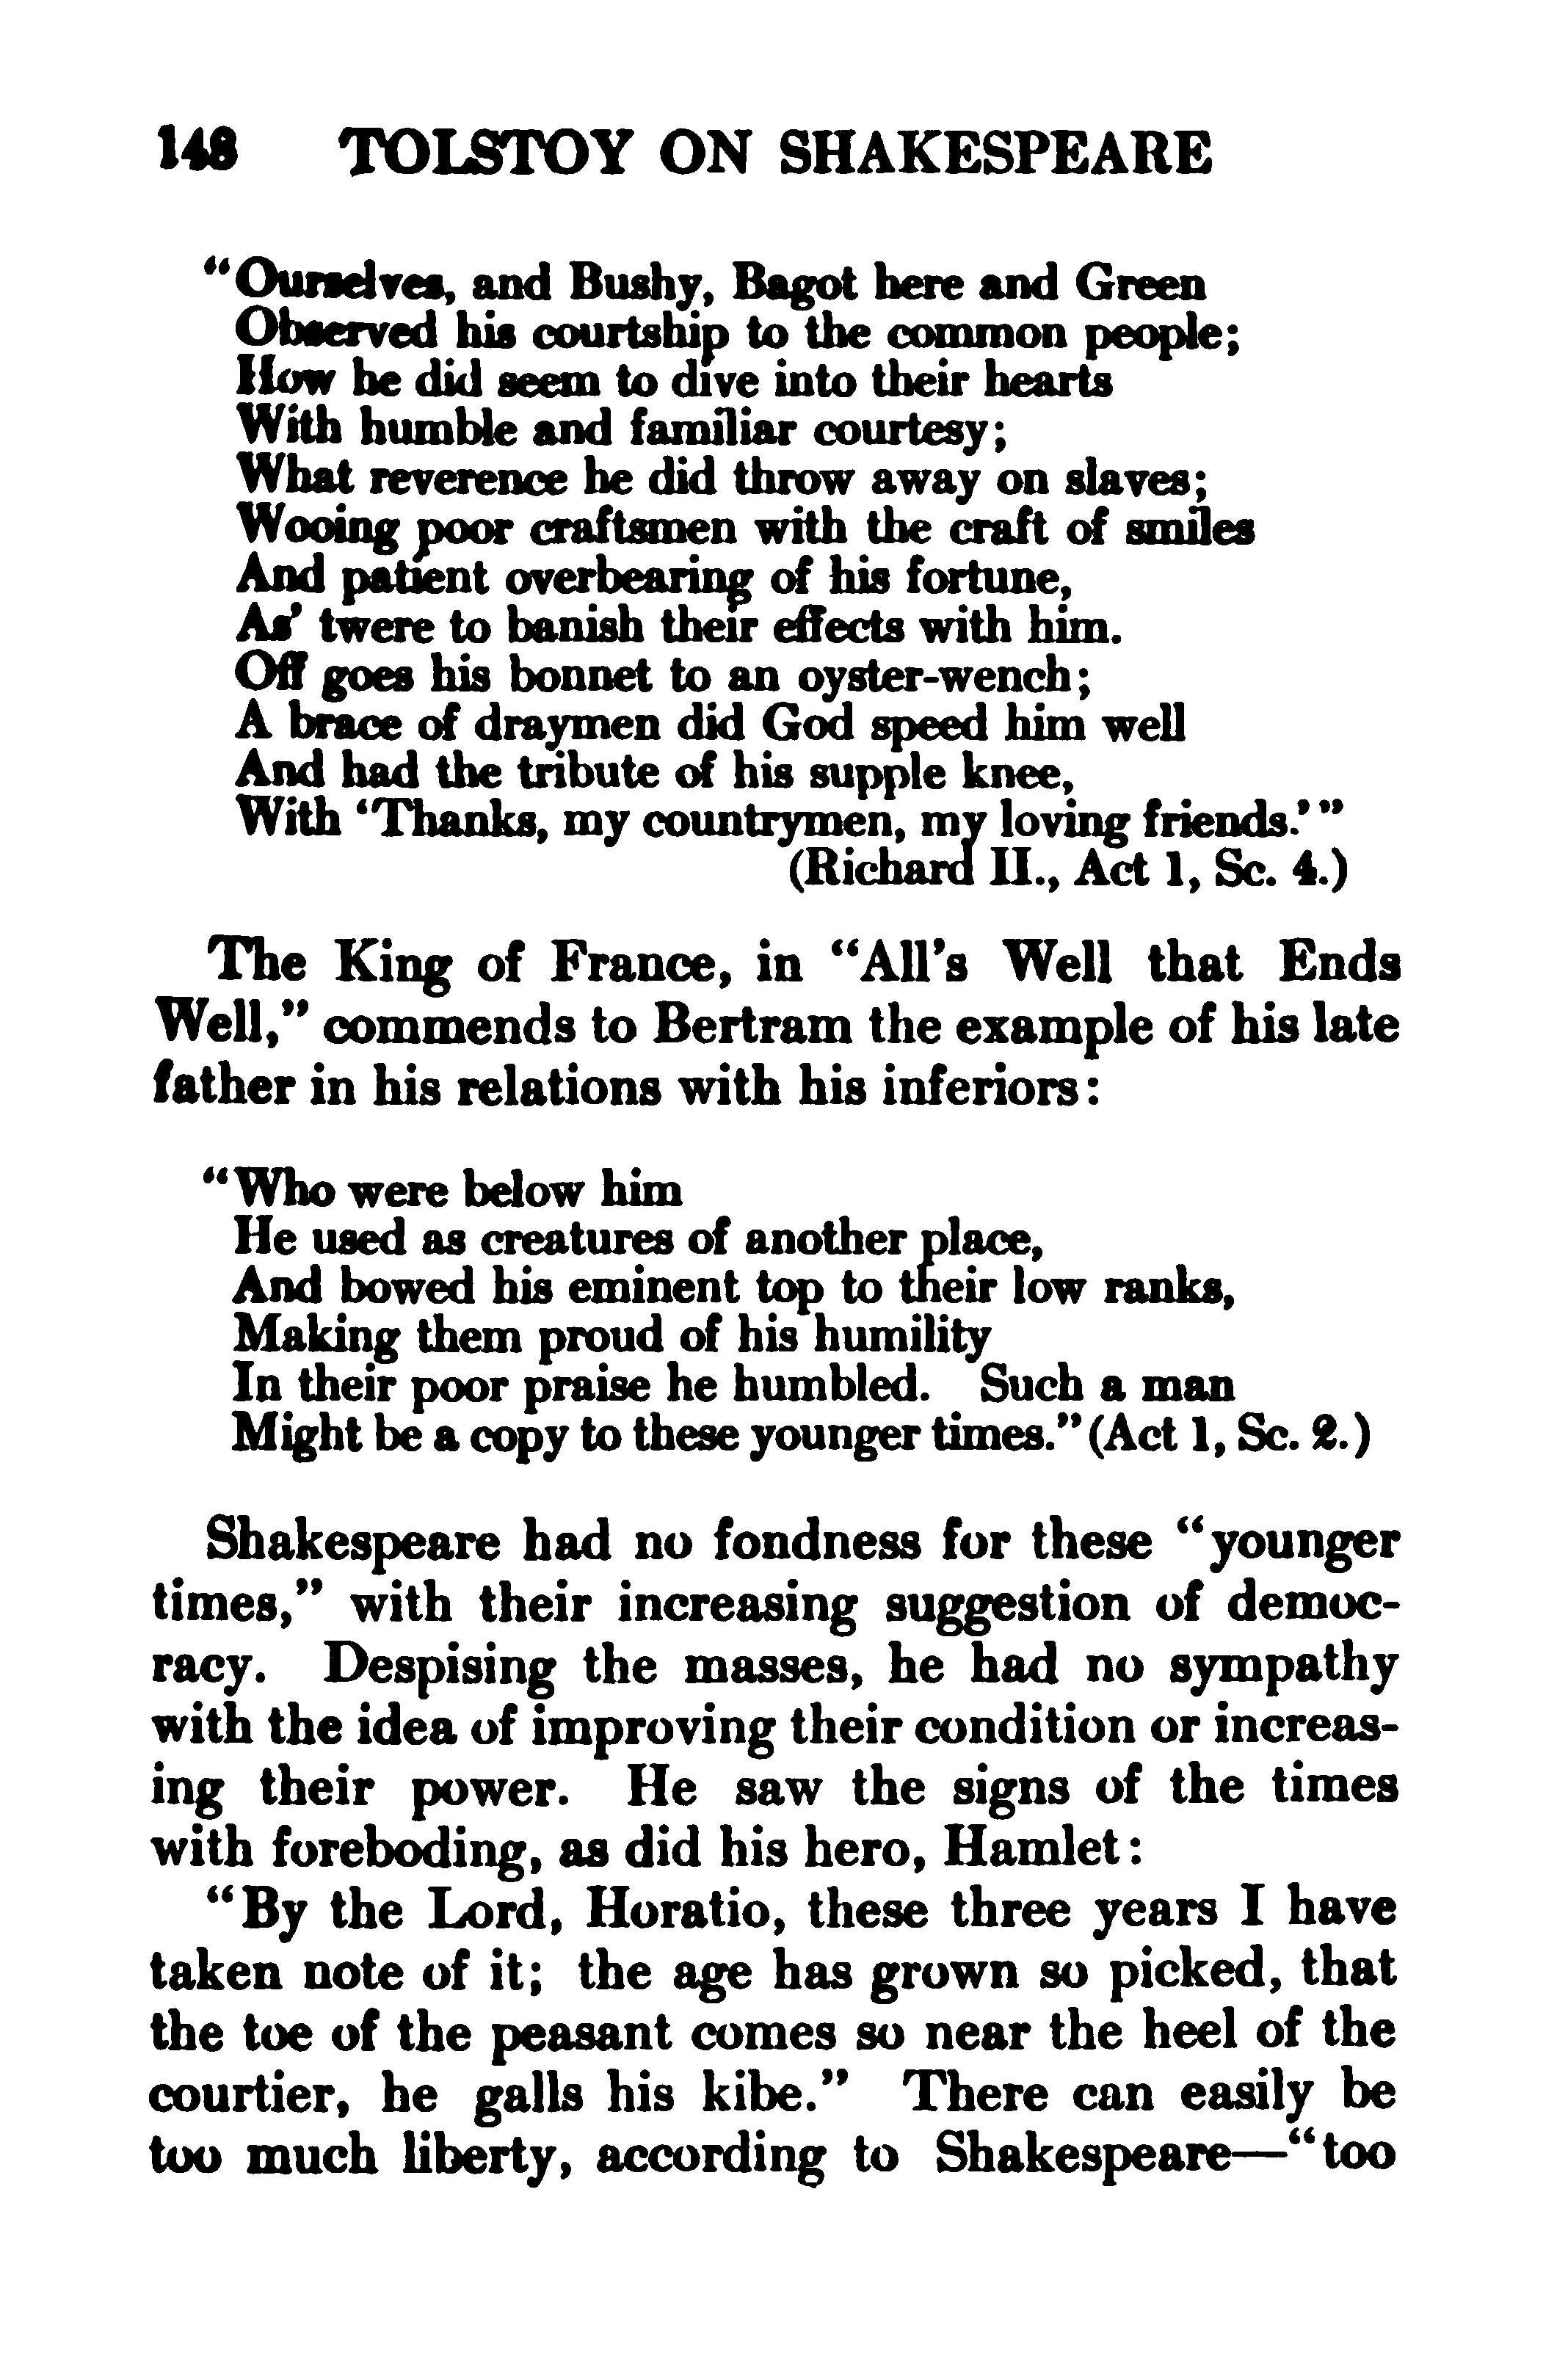 148 TOLSTOY ON SHAKESPEARE
“Ourselves, and Bushy, Bagot here and Green
Observed his courtship to the common people;
How he did seem to dive into their hearts
With humble and familiar courtesy;
What reverence he did throw away on slaves;
Wooing poor craftsmen with the craft of smiles
And patient overbearing of his fortune,
As’ twere to banish their effects with him.
Off goes his bonnet to an oyster-wench;
A brace of draymen did God speed him well
And had the tribute of his supple knee,
With ‘Thanks, my countrymen, my loving friends.’”
(Richard II., Act 1, Sc. 4.)
The King of France, in “All’s Well that Ends
Well,” commends to Bertram the example of his late
father in his relations with his inferiors:
“Who were below him
He used as creatures of another place,
And bowed his eminent top to their low ranks,
Making them proud of his humility
In their poor praise he humbled. Such a man
Might be a copy to these younger times.” (Act 1, Sc. 2.)
Shakespeare had no fondness for these “younger
times,” with their increasing suggestion of democ-
racy. Despising the masses, he had no sympathy
with the idea of improving their condition or increas-
ing their power. He saw the signs of the times
with foreboding, as did his hero, Hamlet:
“By the Lord, Horatio, these three years I have
taken note of it; the age has grown so picked, that
the toe of the peasant comes so near the heel of the
courtier, he galls his kibe.” There can easily be
too much liberty, according to Shakespeare—“too